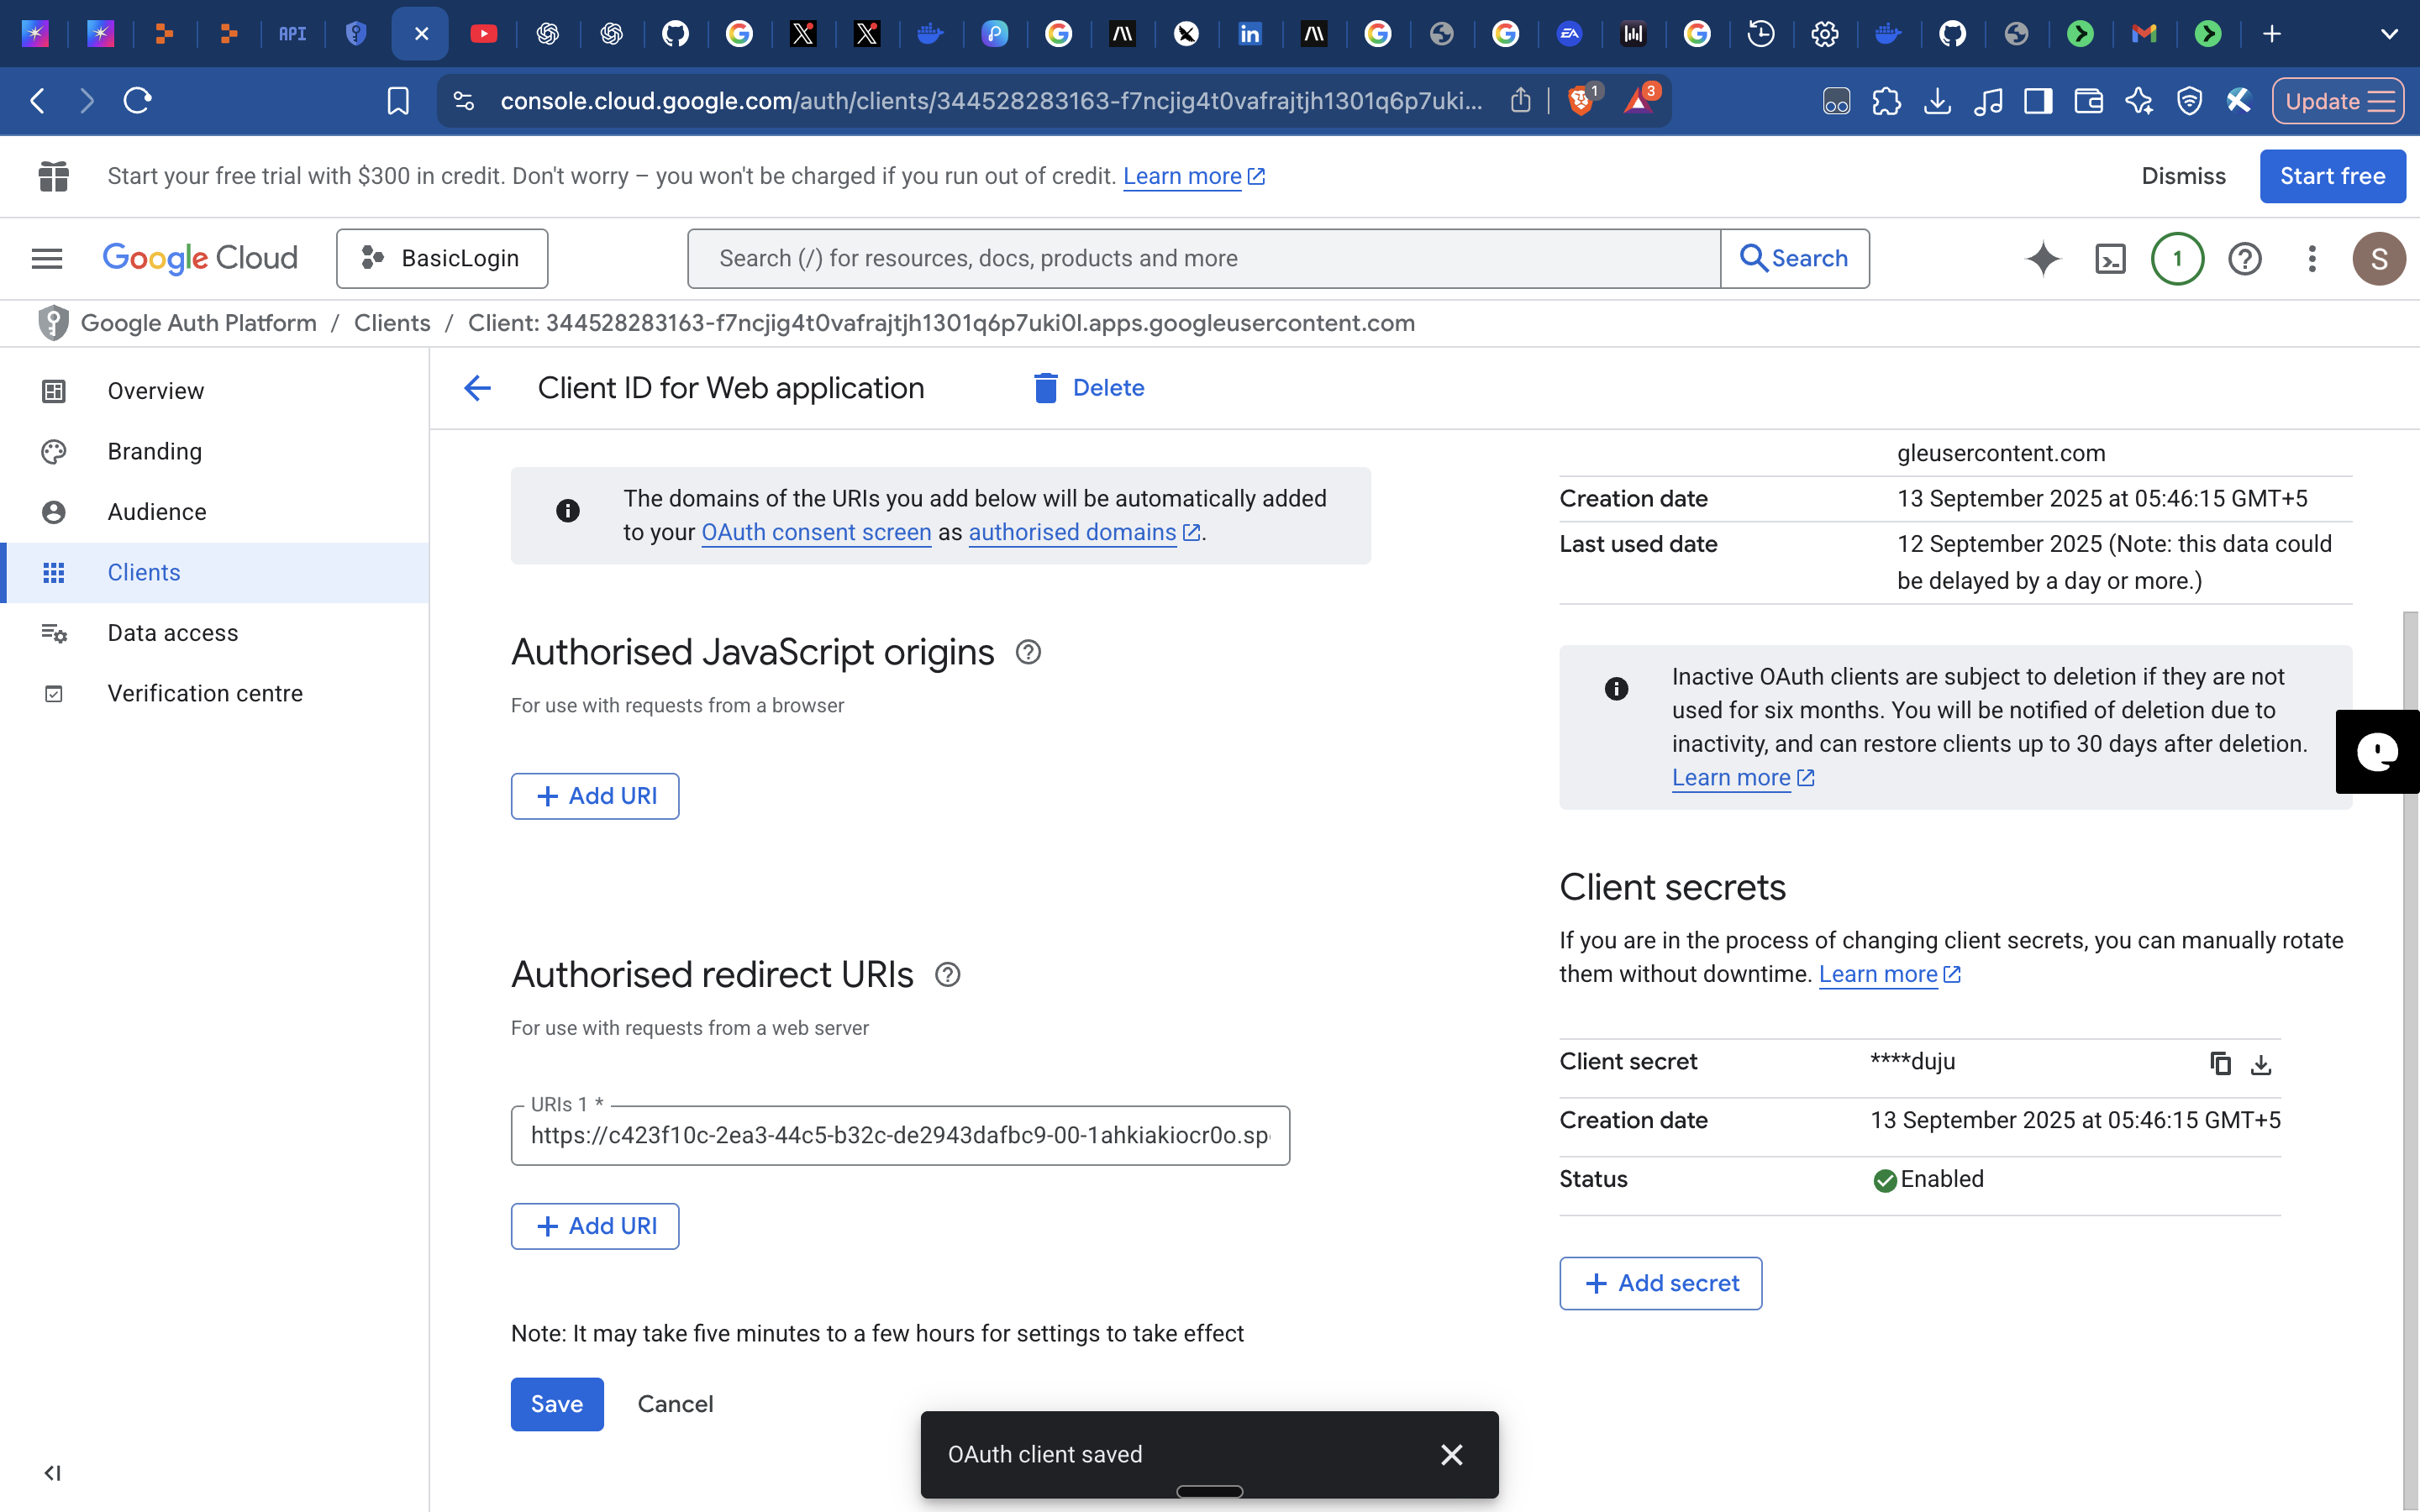 API
console.cloud.google.com/auth/clients/344528283163-f7ncjig4t0vafrajtjh1301q6p7uki...
1
3
Update
Start your free trial with $300 in credit. Don't worry – you won't be charged if you run out of credit. Learn more
Dismiss
Start free
Google Cloud
BasicLogin
Search (/) for resources, docs, products and more
Search
1
S
Google Auth Platform / Clients / Client: 344528283163-f7ncjig4t0vafrajtjh1301q6p7uki0l.apps.googleusercontent.com
Overview
Branding
Audience
Clients
Data access
Verification centre
Client ID for Web application
Delete
The domains of the URIs you add below will be automatically added
to your OAuth consent screen as authorised domains.
Authorised JavaScript origins
For use with requests from a browser
Add URI
Authorised redirect URIs
For use with requests from a web server
URIs 1 *
https://c423f10c-2ea3-44c5-b32c-de2943dafbc9-00-1ahkiakiocr0o.sp
Add URI
Note: It may take five minutes to a few hours for settings to take effect
Save
Cancel
gleusercontent.com
Creation date 13 September 2025 at 05:46:15 GMT+5
Last used date 12 September 2025 (Note: this data could
be delayed by a day or more.)
Inactive OAuth clients are subject to deletion if they are not
used for six months. You will be notified of deletion due to
inactivity, and can restore clients up to 30 days after deletion.
Learn more
Client secrets
If you are in the process of changing client secrets, you can manually rotate
them without downtime. Learn more
Client secret ****duju
Creation date 13 September 2025 at 05:46:15 GMT+5
Status Enabled
Add secret
OAuth client saved